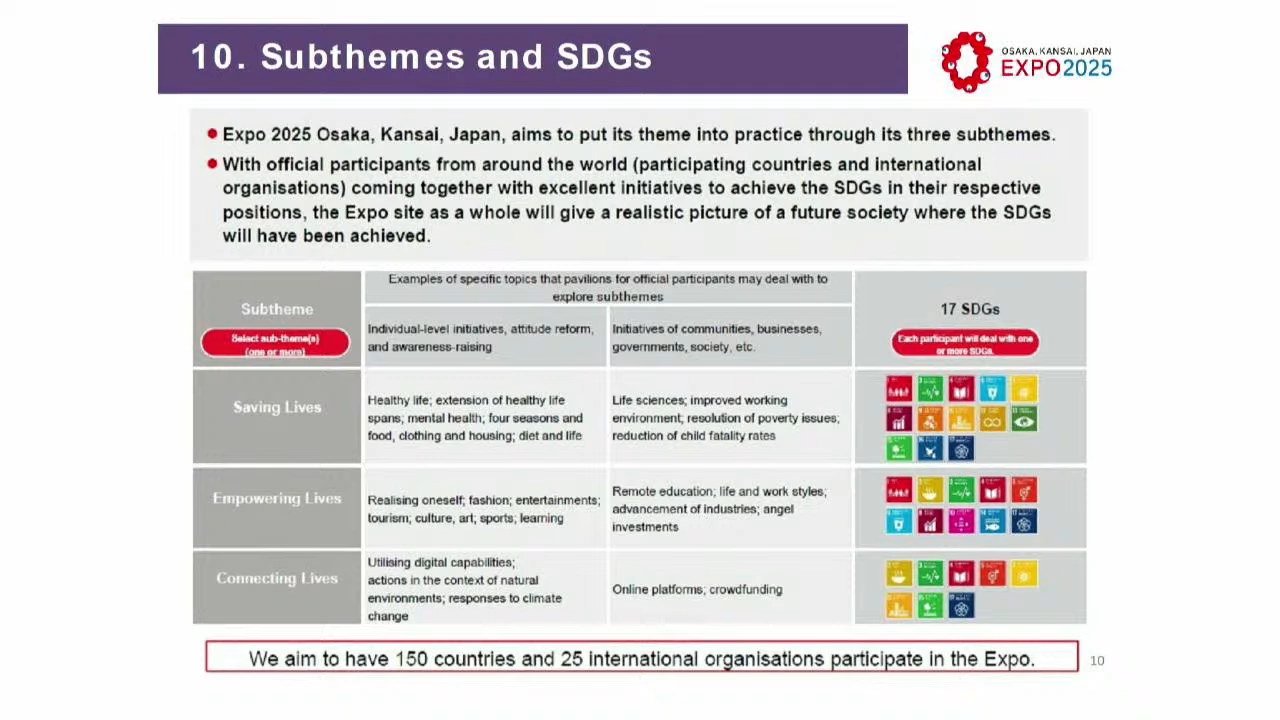 10. Subthemes and SDGs
OSAKA, KANSAI, JAPAN
EXPO2025
Expo 2025 Osaka, Kansai, Japan, aims to put its theme into practice through its three subthemes.
With official participants from around the world (participating countries and international
organisations) coming together with excellent initiatives to achieve the SDGs in their respective
positions, the Expo site as a whole will give a realistic picture of a future society where the SDGs
will have been achieved.
Subtheme
Select sub-theme(s)
(one or more)
Examples of specific topics that pavilions for official participants may deal with to
explore subthemes
Individual-level initiatives, attitude reform,
and awareness-raising
Initiatives of communities, businesses,
governments, society, etc.
17 SDGs
Each participant will deal with one
or more SDGs.
Saving Lives
Healthy life; extension of healthy life
spans; mental health; four seasons and
food, clothing and housing; diet and life
Life sciences; improved working
environment; resolution of poverty issues;
reduction of child fatality rates
Empowering Lives
Realising oneself; fashion; entertainments;
tourism; culture, art; sports; learning
Remote education; life and work styles;
advancement of industries; angel
investments
Connecting Lives
Utilising digital capabilities;
actions in the context of natural
environments; responses to climate
change
Online platforms; crowdfunding
We aim to have 150 countries and 25 international organisations participate in the Expo.
10